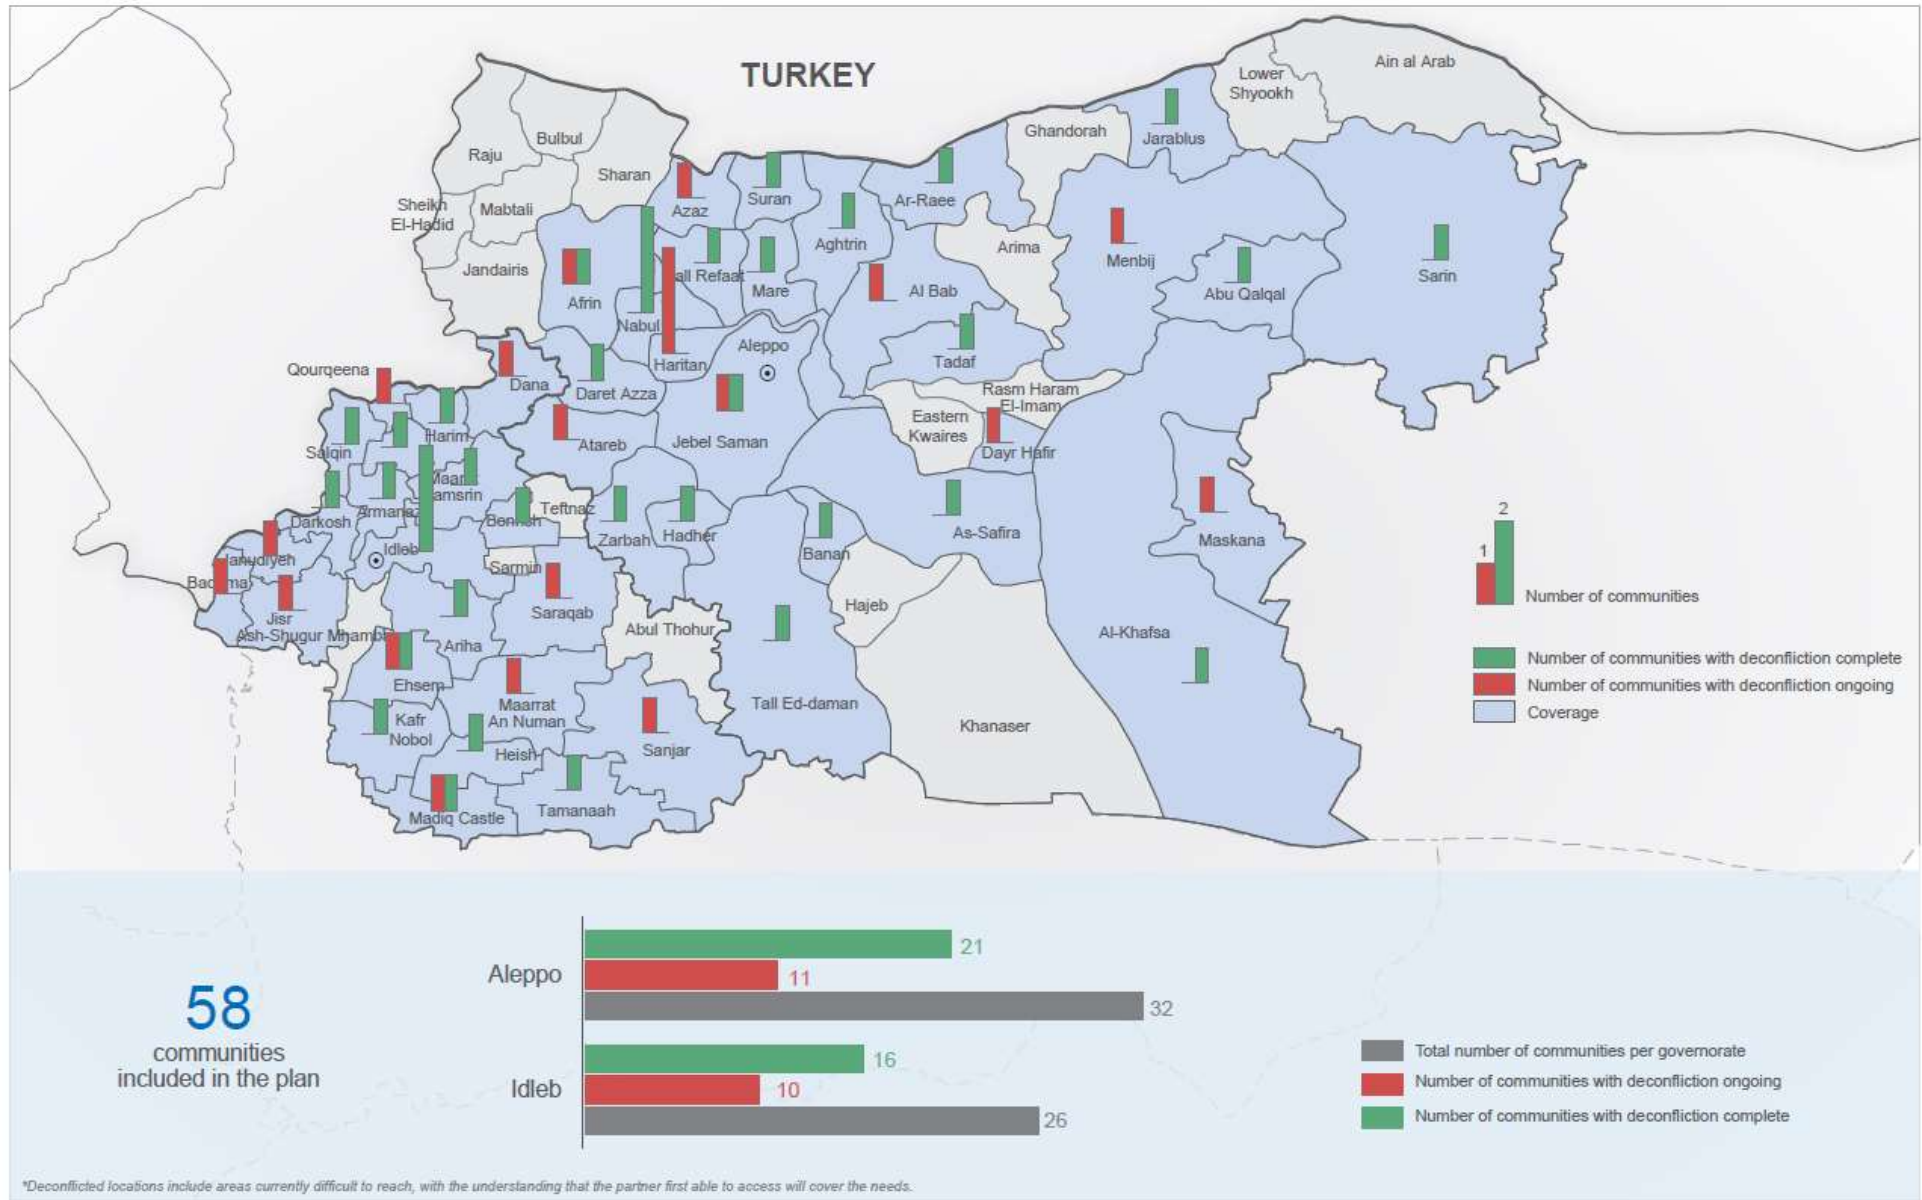 TURKEY
Ain al Arab
Lower
Shyookh
Ghandorah
Jarablus
Bulbul
Raju
Sharan
Sheikh
El-Hadid
Mabtali
Azaz
Suran
Ar-Raee
Aghtrin
Arima
Jandairis
Afrin
all Refaat
Mare
Al Bab
Menbij
Abu Qalqal
Sarin
Nabul
Haritan
Aleppo
Tadaf
Qourqeena
Dana
Daret Azza
Rasm Haram
El-Imam
Eastern
Kwaires
Dayr Hafir
Harim
Salqin
Atareb
Jebel Saman
Maar
amsrin
Armanaz
Darkosh
Teftnaz
Zarbah
Hadher
Banan
As-Safira
Maskana
Idleb
Janudiyeh
Sarmin
Saraqab
Jisr
Ash-Shugur
Ariha
Abul Thohur
Hajeb
Al-Khafsa
Ehsem
Maarrat
An Numan
Kafr
Nobol
Heish
Sanjar
Tall Ed-daman
Khanaser
Madiq Castle
Tamanaah
2
1
Number of communities
Number of communities with deconfliction complete
Number of communities with deconfliction ongoing
Coverage
58
communities
included in the plan
Aleppo
21
11
32
Idleb
16
10
26
Total number of communities per governorate
Number of communities with deconfliction ongoing
Number of communities with deconfliction complete
*Deconflicted locations include areas currently difficult to reach, with the understanding that the partner first able to access will cover the needs.